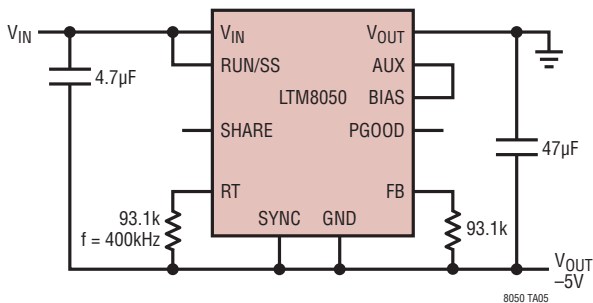 VIN
VIN
VOUT
RUN/SS
AUX
4.7µF
LTM8050
BIAS
SHARE
PGOOD
47µF
RT
FB
93.1k
f = 400kHz
SYNC
GND
93.1k
VOUT
–5V
8050 TA05